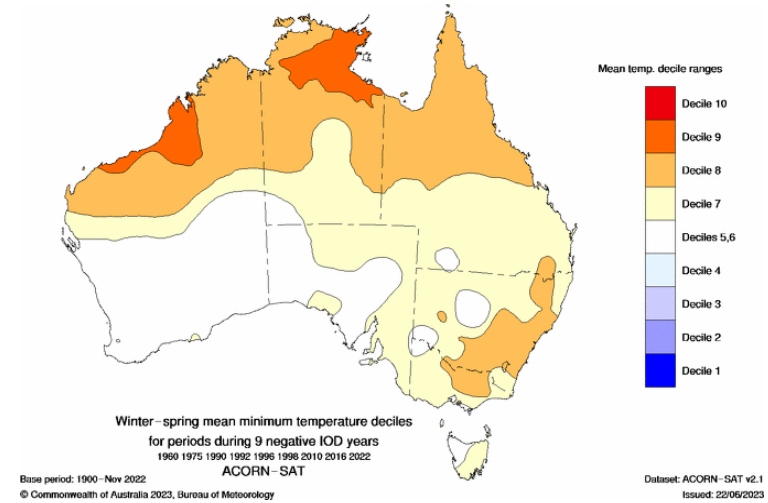 Mean temp. decile ranges
Decile 10
Decile 9
Decile 8
Decile 7
Deciles 5,6
Decile 4
Decile 3
Decile 2
Decile 1
Winter-spring mean minimum temperature deciles
for periods during 9 negative IOD years
1960 1975 1990 1992 1996 1998 2010 2016 2022
ACORN-SAT
Base period: 1900-Nov 2022
Dataset: ACORN-SAT v2.1
© Commonwealth of Australia 2023, Bureau of Meteorology
Issued: 22/06/2023